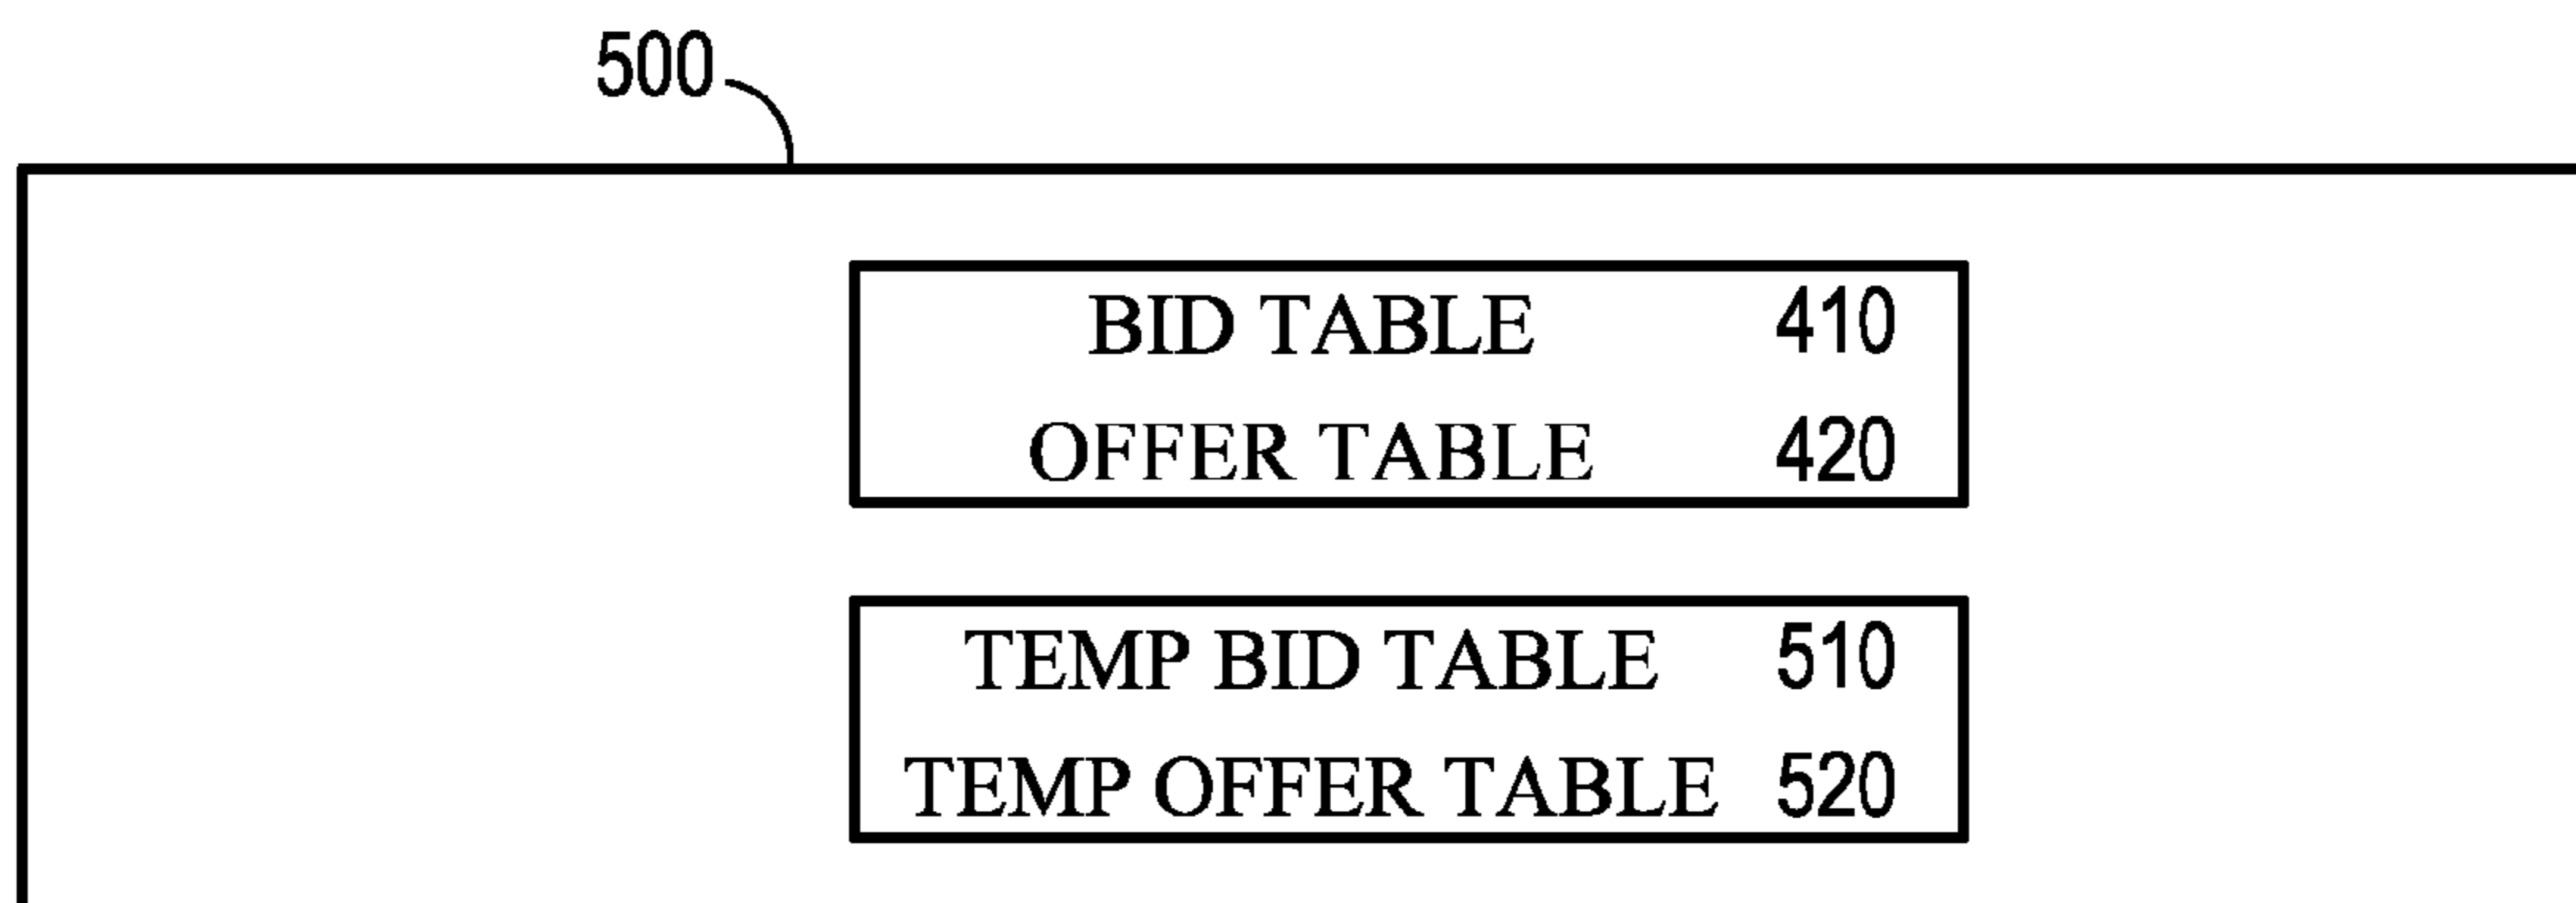 500
BID TABLE 410
OFFER TABLE 420
TEMP BID TABLE 510
TEMP OFFER TABLE 520